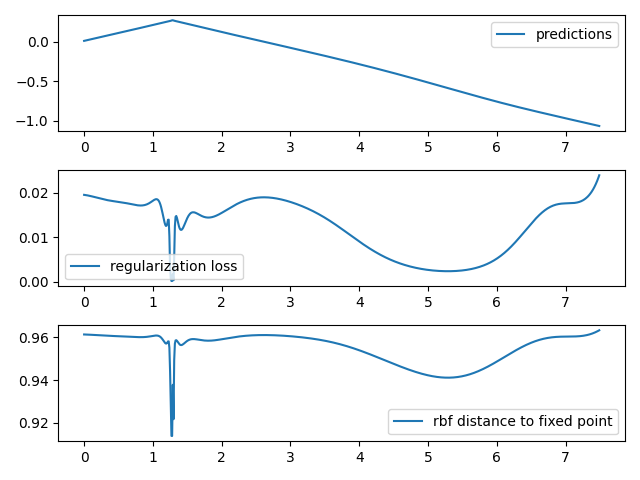 0.0
−0.5
−1.0
predictions
0 1 2 3 4 5 6 7
0.02
0.01
0.00
regularization loss
0 1 2 3 4 5 6 7
0.96
0.94
0.92
rbf distance to fixed point
0 1 2 3 4 5 6 7